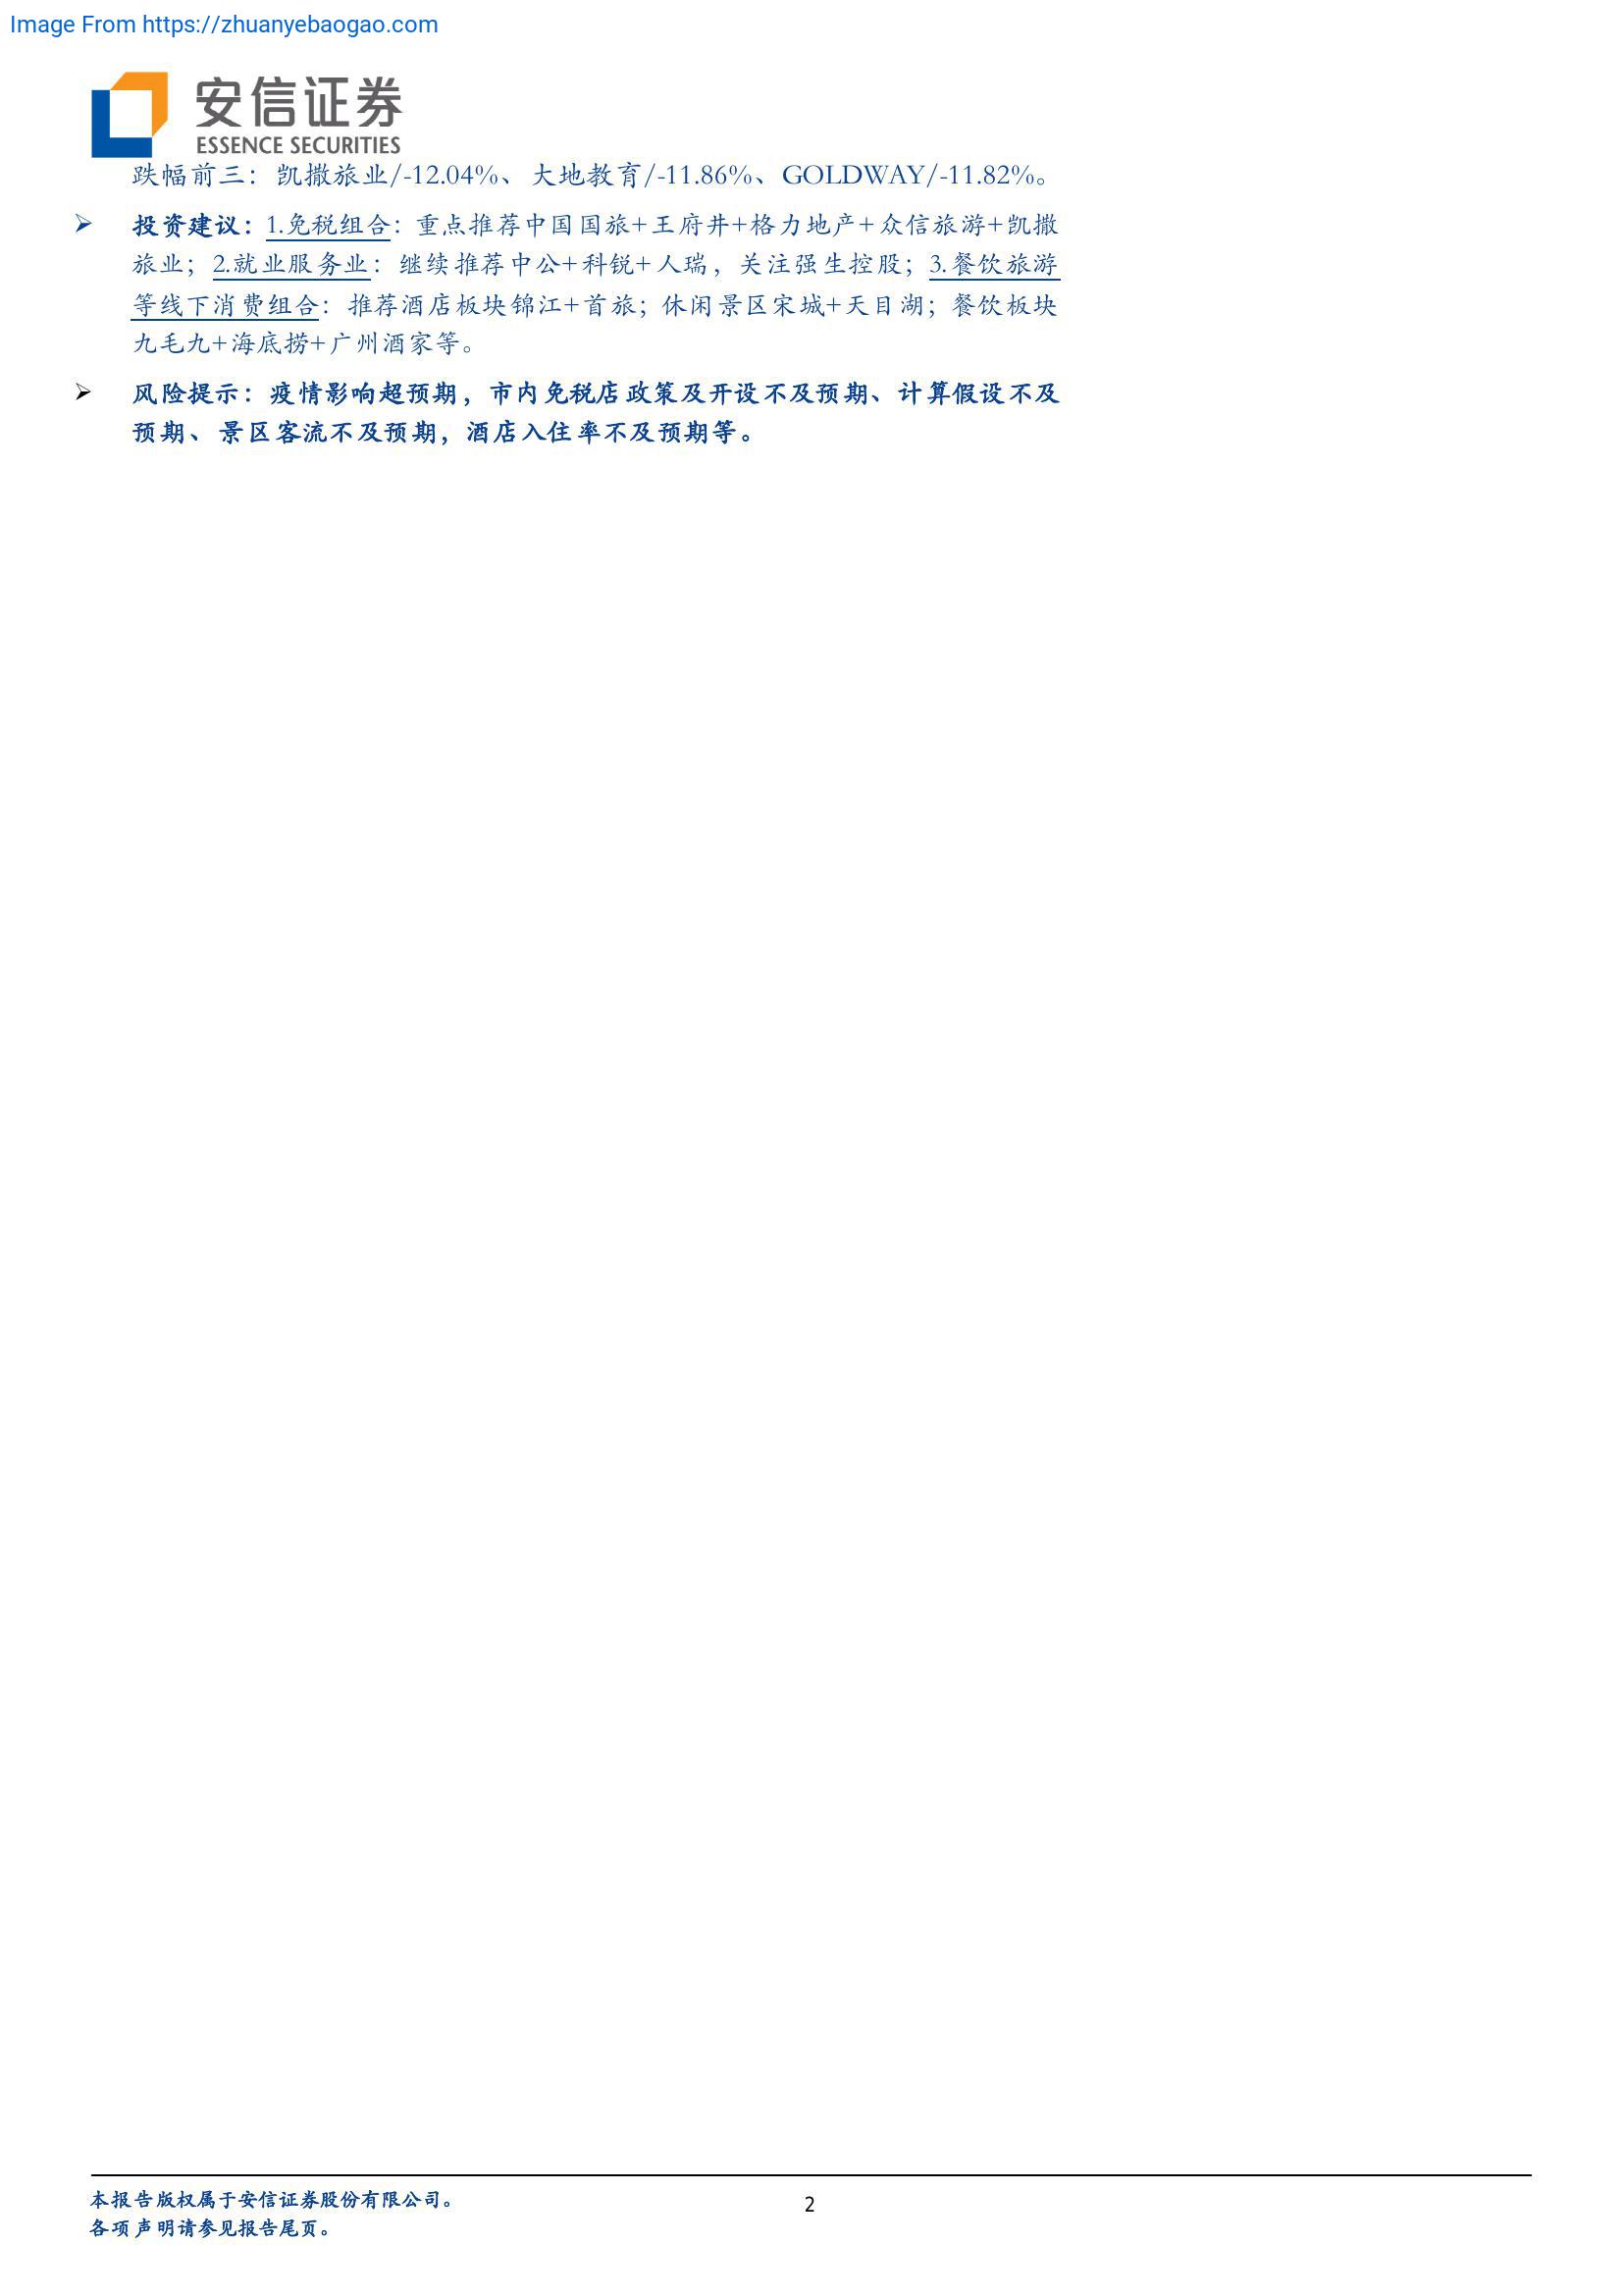 Image From https://zhuanyebaogao.com
安信证券
ESSENCE SECURITIES
跌幅前三：凯撒旅业/-12.04%、大地教育/-11.86%、GOLDWAY/-11.82%。
➢ 投资建议：1.免税组合：重点推荐中国国旅+王府井+格力地产+众信旅游+凯撒
旅业；2.就业服务业：继续推荐中公+科锐+人瑞，关注强生控股；3.餐饮旅游
等线下消费组合：推荐酒店板块锦江+首旅；休闲景区宋城+天目湖；餐饮板块
九毛九+海底捞+广州酒家等。
➢ 风险提示：疫情影响超预期，市内免税店政策及开设不及预期、计算假设不及
预期、景区客流不及预期，酒店入住率不及预期等。
本报告版权属于安信证券股份有限公司。
2
各项声明请参见报告尾页。